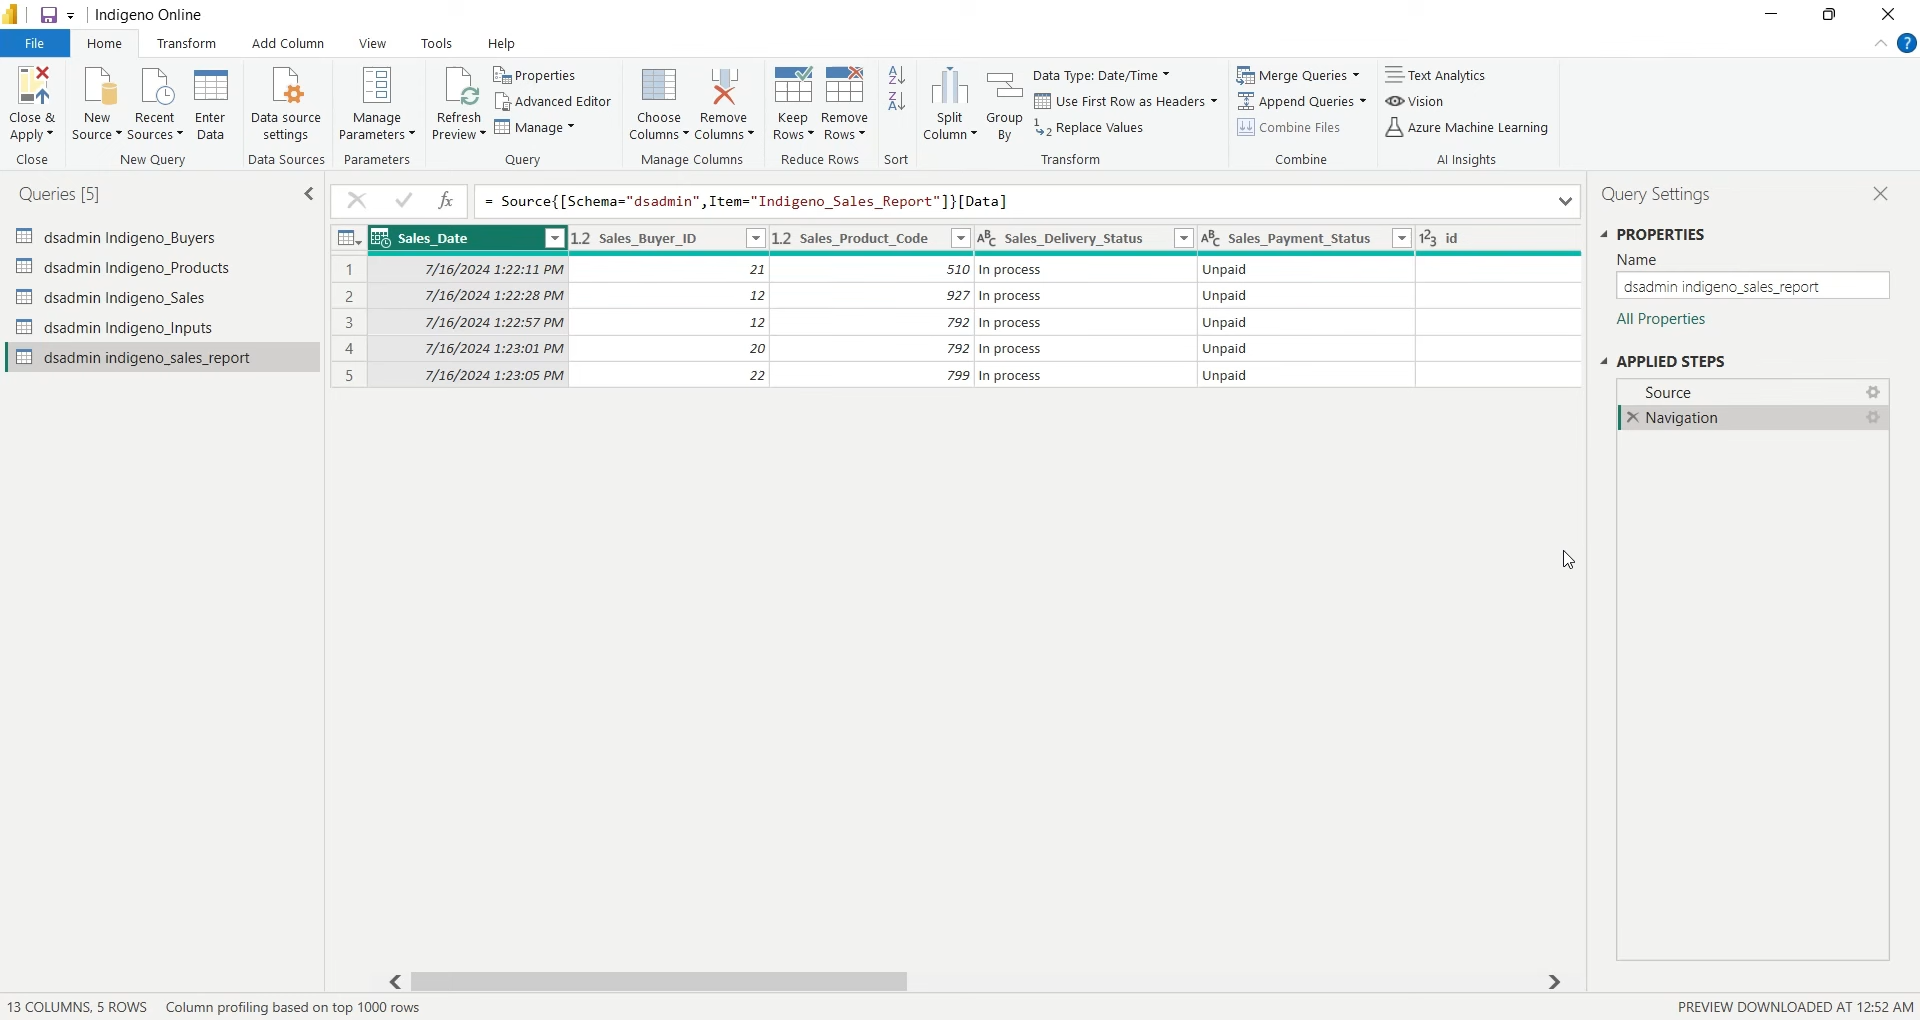 Indigeno Online
File
Home
Transform
Add Column
View
Tools
Help
?
Close & Apply
Close
New Source
Recent Sources
Enter Data
New Query
Data source settings
Data Sources
Manage Parameters
Parameters
Refresh Preview
Properties
Advanced Editor
Manage
Query
Choose Columns
Remove Columns
Manage Columns
Keep Rows
Remove Rows
Reduce Rows
Sort
Split Column
Group By
Data Type: Date/Time
Use First Row as Headers
Replace Values
Transform
Merge Queries
Append Queries
Combine Files
Combine
Text Analytics
Vision
Azure Machine Learning
AI Insights
Queries [5]
dsadmin Indigeno_Buyers
dsadmin Indigeno_Products
dsadmin Indigeno_Sales
dsadmin Indigeno_Inputs
dsadmin indigeno_sales_report
fx = Source{[Schema="dsadmin",Item="Indigeno_Sales_Report"]}[Data]
Sales_Date 1.2 Sales_Buyer_ID 1.2 Sales_Product_Code ABC Sales_Delivery_Status ABC Sales_Payment_Status 123 id
1 7/16/2024 1:22:11 PM 21 510 In process Unpaid
2 7/16/2024 1:22:28 PM 12 927 In process Unpaid
3 7/16/2024 1:22:57 PM 12 792 In process Unpaid
4 7/16/2024 1:23:01 PM 20 792 In process Unpaid
5 7/16/2024 1:23:05 PM 22 799 In process Unpaid
Query Settings
PROPERTIES
Name
dsadmin indigeno_sales_report
All Properties
APPLIED STEPS
Source
Navigation
13 COLUMNS, 5 ROWS Column profiling based on top 1000 rows
PREVIEW DOWNLOADED AT 12:52 AM